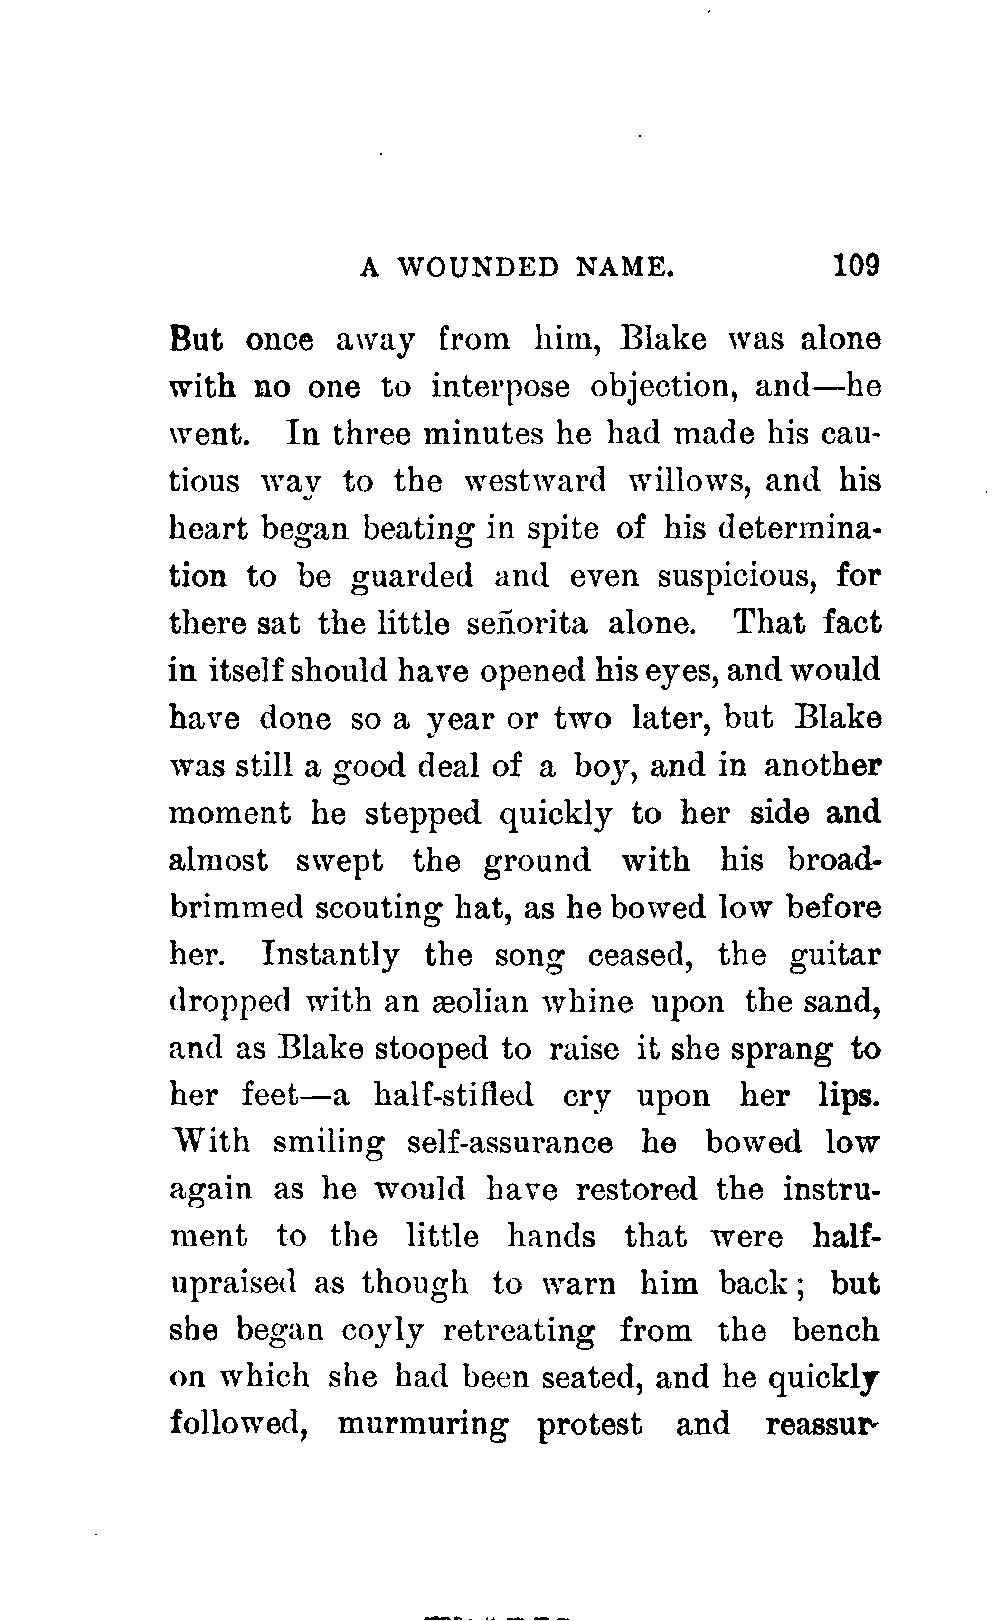 A WOUNDED NAME. 109
But once away from him, Blake was alone
with no one to interpose objection, and—he
went. In three minutes he had made his cau-
tious way to the westward willows, and his
heart began beating in spite of his determina-
tion to be guarded and even suspicious, for
there sat the little señorita alone. That fact
in itself should have opened his eyes, and would
have done so a year or two later, but Blake
was still a good deal of a boy, and in another
moment he stepped quickly to her side and
almost swept the ground with his broad-
brimmed scouting hat, as he bowed low before
her. Instantly the song ceased, the guitar
dropped with an æolian whine upon the sand,
and as Blake stooped to raise it she sprang to
her feet—a half-stifled cry upon her lips.
With smiling self-assurance he bowed low
again as he would have restored the instru-
ment to the little hands that were half-
upraised as though to warn him back; but
she began coyly retreating from the bench
on which she had been seated, and he quickly
followed, murmuring protest and reassur-